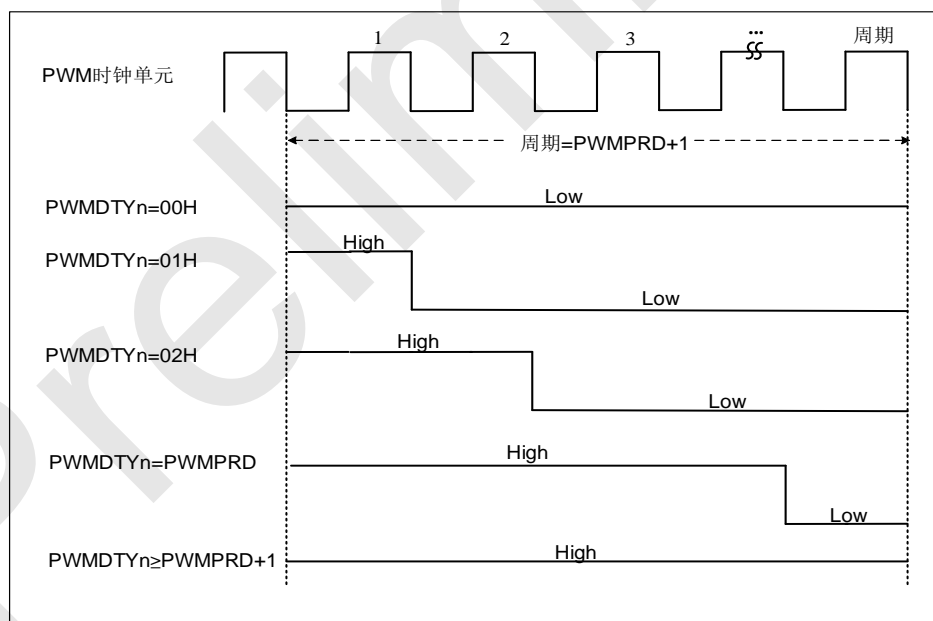 1 2 3 ... 周期
PWM时钟单元
周期=PWMPRD+1
PWMDTYn=00H Low
PWMDTYn=01H High Low
PWMDTYn=02H High Low
PWMDTYn=PWMPRD High Low
PWMDTYn≥PWMPRD+1 High
Prelim